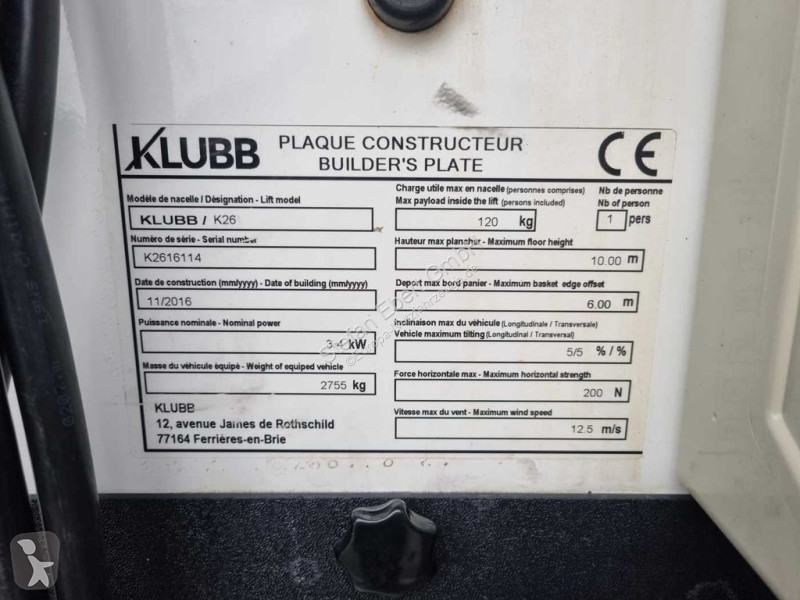 KLUBB
PLAQUE CONSTRUCTEUR
BUILDER'S PLATE
CE
Modèle de nacelle / Désignation - Lift model
KLUBB / K26
Numéro de série - Serial number
K2616114
Date de construction (mm/yyyy) - Date of building (mm/yyyy)
11/2016
Puissance nominale - Nominal power
3.4 kW
Masse du véhicule équipé - Weight of equiped vehicle
2755 kg
KLUBB
12, avenue James de Rothschild
77164 Ferrières-en-Brie
Charge utile max en nacelle (personnes comprises)
Max payload inside the lift (persons included)
120 kg
Nb de personne
Nb of person
1 pers
Hauteur max plancher - Maximum floor height
10.00 m
Deport max bord panier - Maximum basket edge offset
6.00 m
Inclinaison max du véhicule (Longitudinale / Transversale)
Vehicle maximum tilting (Longitudinal / Transversal)
5/5 % / %
Force horizontale max - Maximum horizontal strength
200 N
Vitesse max du vent - Maximum wind speed
12.5 m/s
Stefan Ebert GmbH